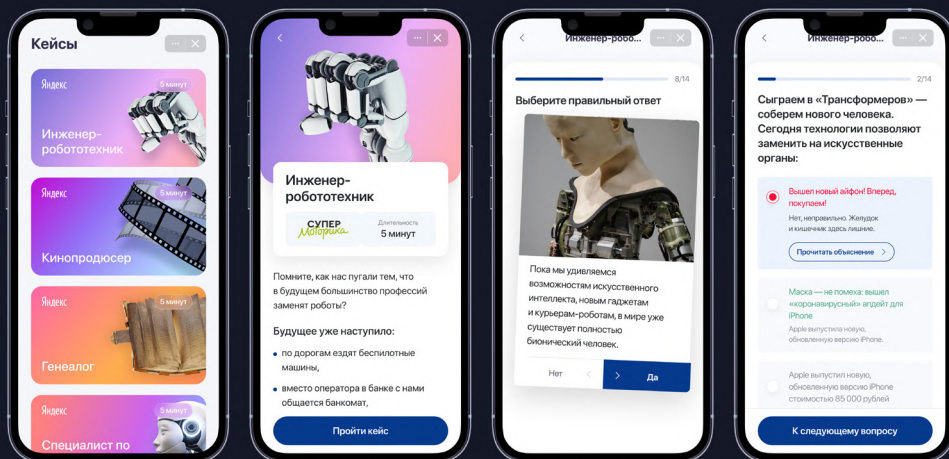 Кейсы
Яндекс
5 минут
Инженер-
робототехник
Яндекс
5 минут
Кинопродюсер
Яндекс
5 минут
Генеалог
Яндекс
5 минут
Специалист по
Инженер-
робототехник
СУПЕР
Моторика
Длительность
5 минут
Помните, как нас пугали тем, что
в будущем большинство профессий
заменят роботы?
Будущее уже наступило:
по дорогам ездят беспилотные
машины,
вместо оператора в банке с нами
общается банкомат,
Пройти кейс
Инженер-робо...
8/14
Выберите правильный ответ
Пока мы удивляемся
возможностям искусственного
интеллекта, новым гаджетам
и курьерам-роботам, в мире уже
существует полностью
бионический человек.
Нет
Да
Инженер-робо...
2/14
Сыграем в «Трансформеров» —
соберем нового человека.
Сегодня технологии позволяют
заменить на искусственные
органы:
Вышел новый айфон! Вперед,
покупаем!
Нет, неправильно. Желудок
и кишечник здесь лишние.
Прочитать объяснение
Маска — не помеха: вышел
«коронавирусный» апдейт для
iPhone
Apple выпустила новую,
обновленную версию iPhone.
Apple выпустил новую,
обновленную версию iPhone
стоимостью 85 000 рублей
К следующему вопросу